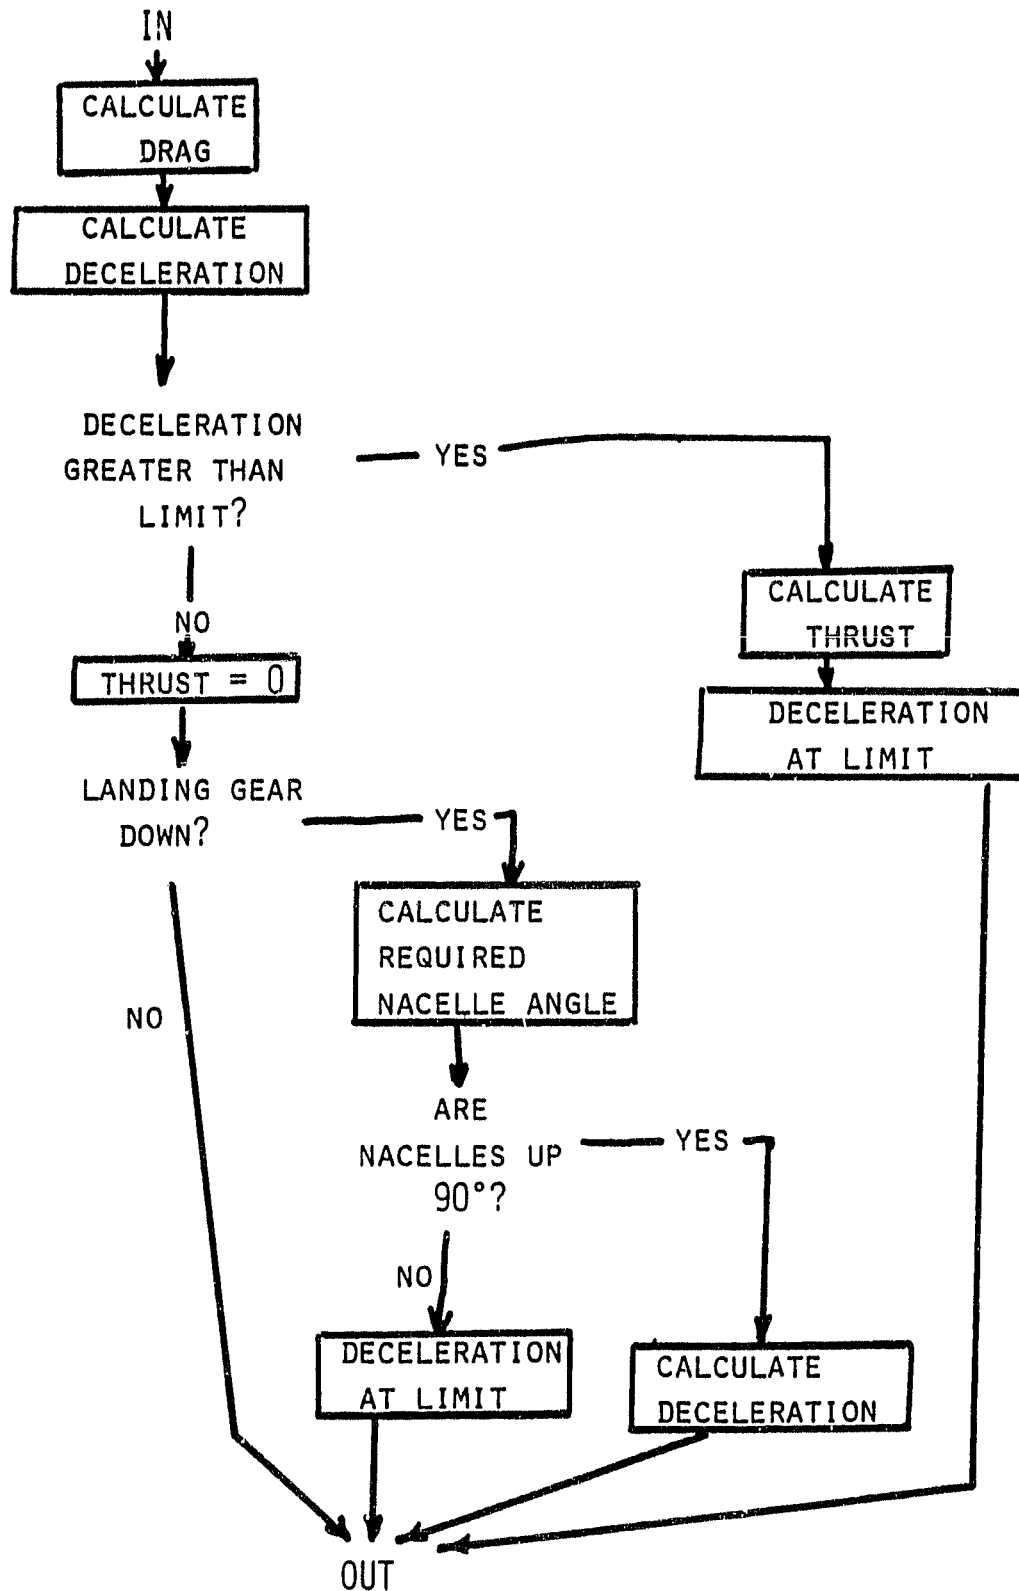 IN
CALCULATE
DRAG
CALCULATE
DECELERATION
DECELERATION
GREATER THAN
LIMIT?
YES
NO
CALCULATE
THRUST
THRUST = 0
DECELERATION
AT LIMIT
LANDING GEAR
DOWN?
YES
CALCULATE
REQUIRED
NACELLE ANGLE
NO
ARE
NACELLES UP
90°?
YES
NO
DECELERATION
AT LIMIT
CALCULATE
DECELERATION
OUT